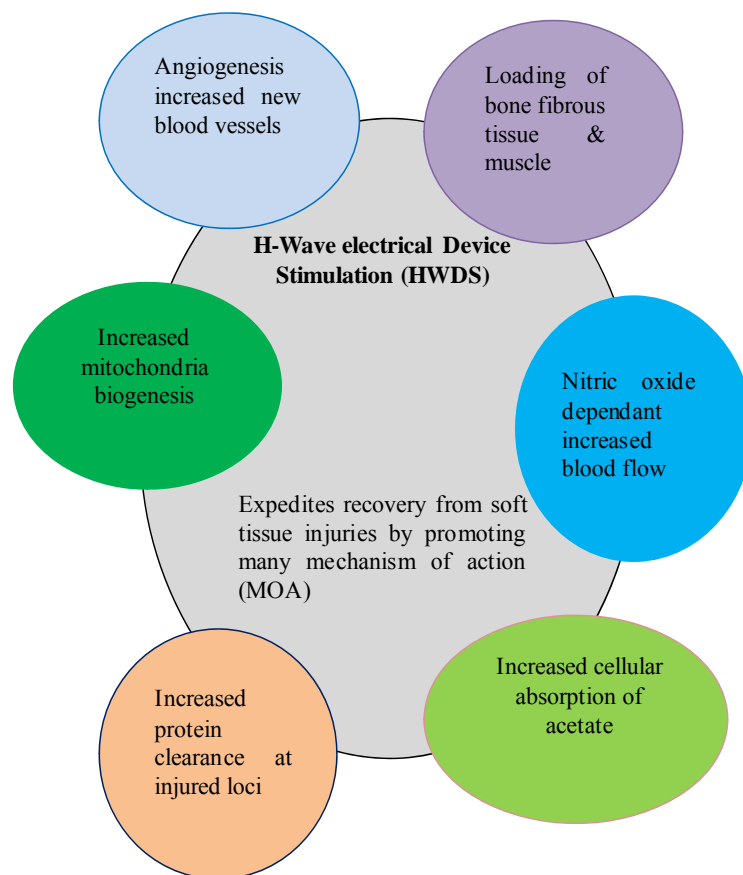 Angiogenesis
increased new
blood vessels
Loading of
bone fibrous
tissue &
muscle
H-Wave electrical Device
Stimulation (HWDS)
Increased
mitochondria
biogenesis
Nitric oxide
dependant
increased
blood flow
Expedites recovery from soft
tissue injuries by promoting
many mechanism of action
(MOA)
Increased
protein
clearance at
injured loci
Increased cellular
absorption of
acetate